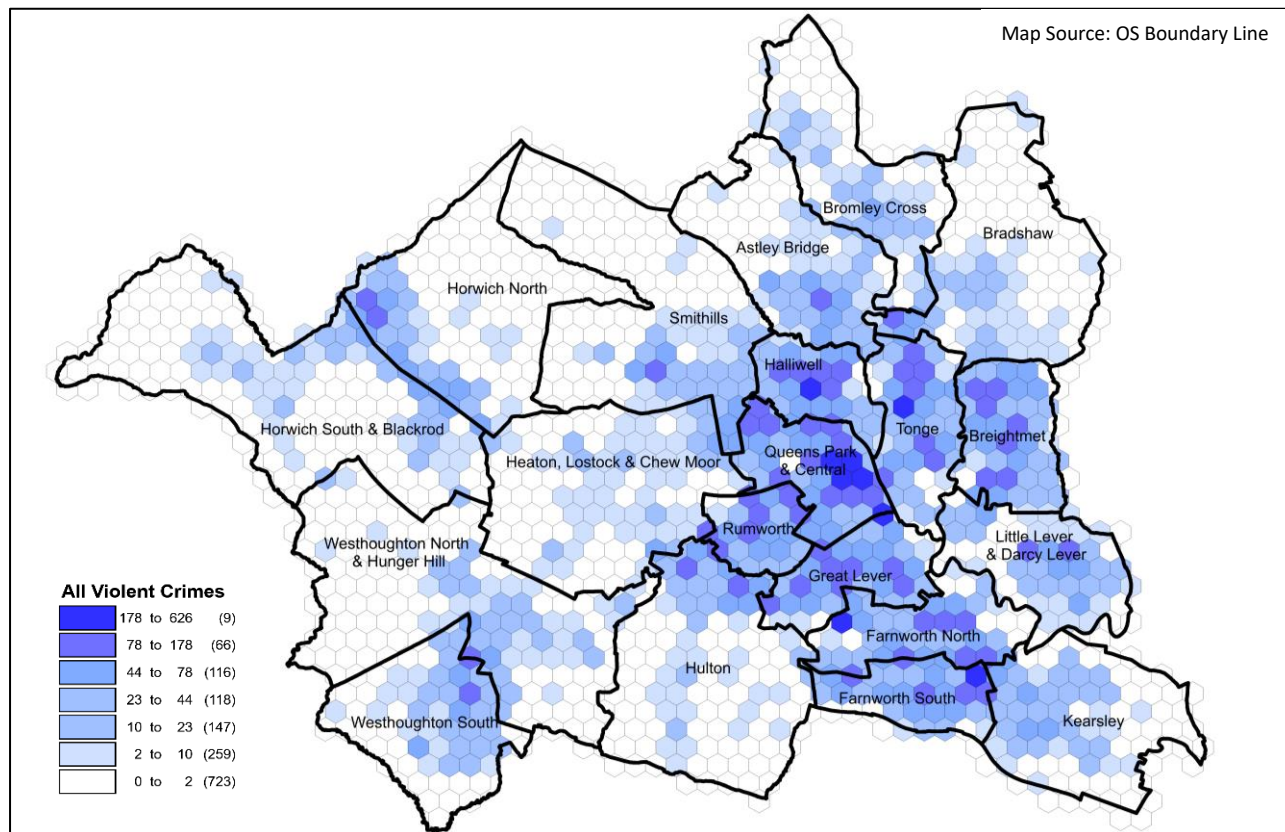 Map Source: OS Boundary Line
Bromley Cross
Bradshaw
Astley Bridge
Horwich North
Smithills
Halliwell
Horwich South & Blackrod
Tonge
Breightmet
Queens Park
& Central
Heaton, Lostock & Chew Moor
Rumworth
Westhoughton North
& Hunger Hill
Little Lever
& Darcy Lever
Great Lever
Farnworth North
Hulton
Farnworth South
Westhoughton South
Kearsley
All Violent Crimes
178 to 626 (9)
78 to 178 (66)
44 to 78 (116)
23 to 44 (118)
10 to 23 (147)
2 to 10 (259)
0 to 2 (723)